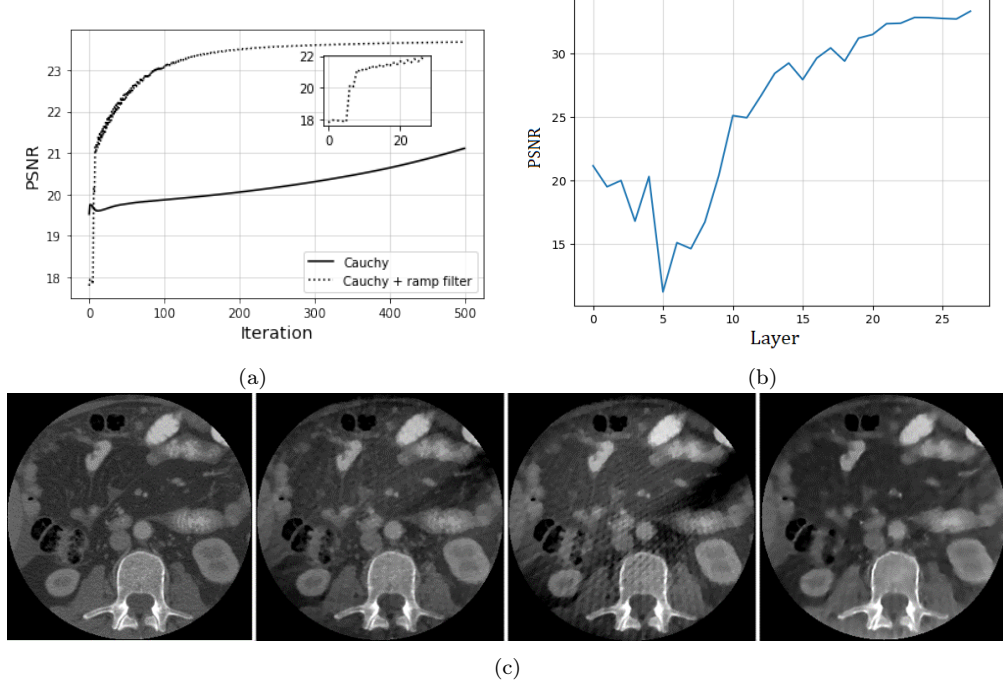 23
22
21
20
19
18
PSNR
22
20
18
0 20
Cauchy
Cauchy + ramp filter
0 100 200 300 400 500
Iteration
(a)
30
25
20
15
PSNR
0 5 10 15 20 25
Layer
(b)
(c)